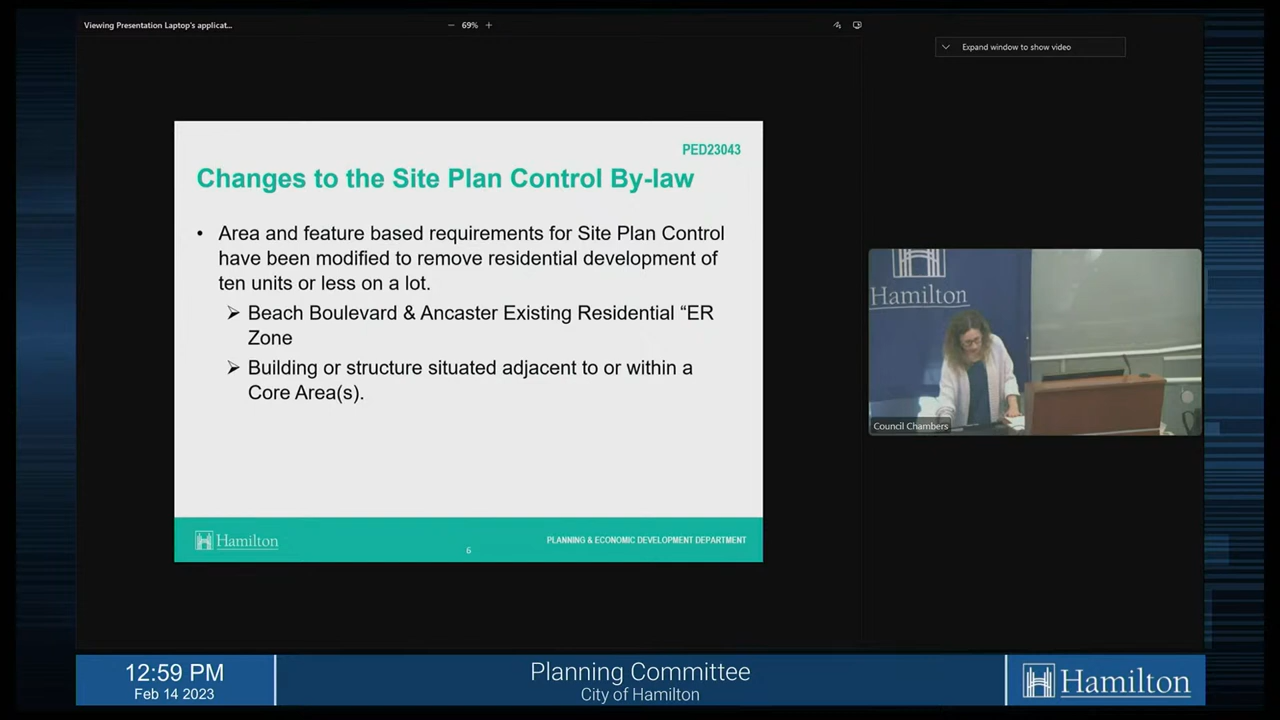 Viewing Presentation Laptop's applicat...
69%
Expand window to show video
PED23043
Changes to the Site Plan Control By-law
• Area and feature based requirements for Site Plan Control
have been modified to remove residential development of
ten units or less on a lot.
➢ Beach Boulevard & Ancaster Existing Residential “ER
Zone
➢ Building or structure situated adjacent to or within a
Core Area(s).
Hamilton
6
PLANNING & ECONOMIC DEVELOPMENT DEPARTMENT
Hamilton
Council Chambers
12:59 PM
Feb 14 2023
Planning Committee
City of Hamilton
Hamilton